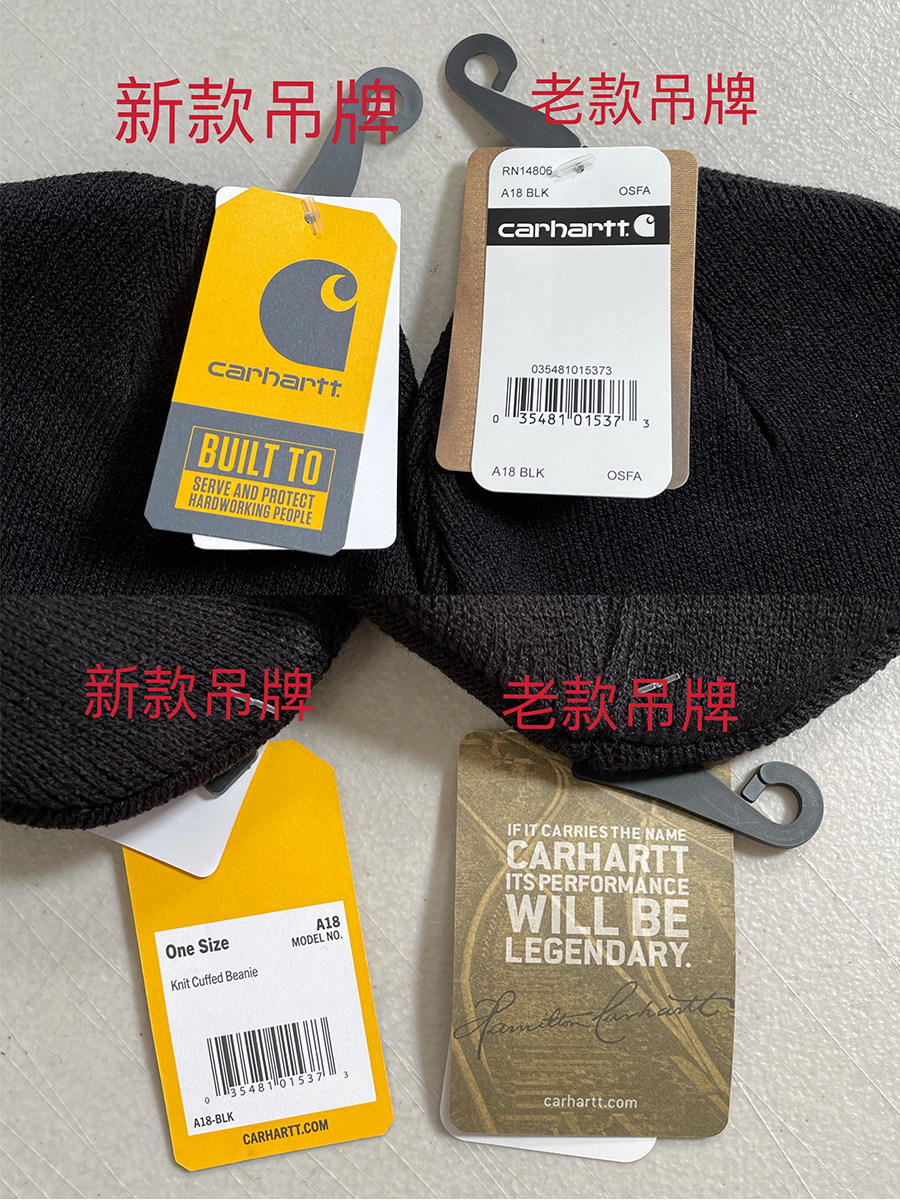 新款吊牌
老款吊牌
carhartt.
BUILT TO
SERVE AND PROTECT
HARDWORKING PEOPLE
RN14806
A18 BLK OSFA
carhartt.
035481015373
0 35481 01537 3
A18 BLK OSFA
新款吊牌
老款吊牌
One Size
A18
MODEL NO.
Knit Cuffed Beanie
0 35481 01537 3
A18-BLK
CARHARTT.COM
IF IT CARRIES THE NAME
CARHARTT
ITS PERFORMANCE
WILL BE
LEGENDARY.
Hamilton Carhartt
carhartt.com